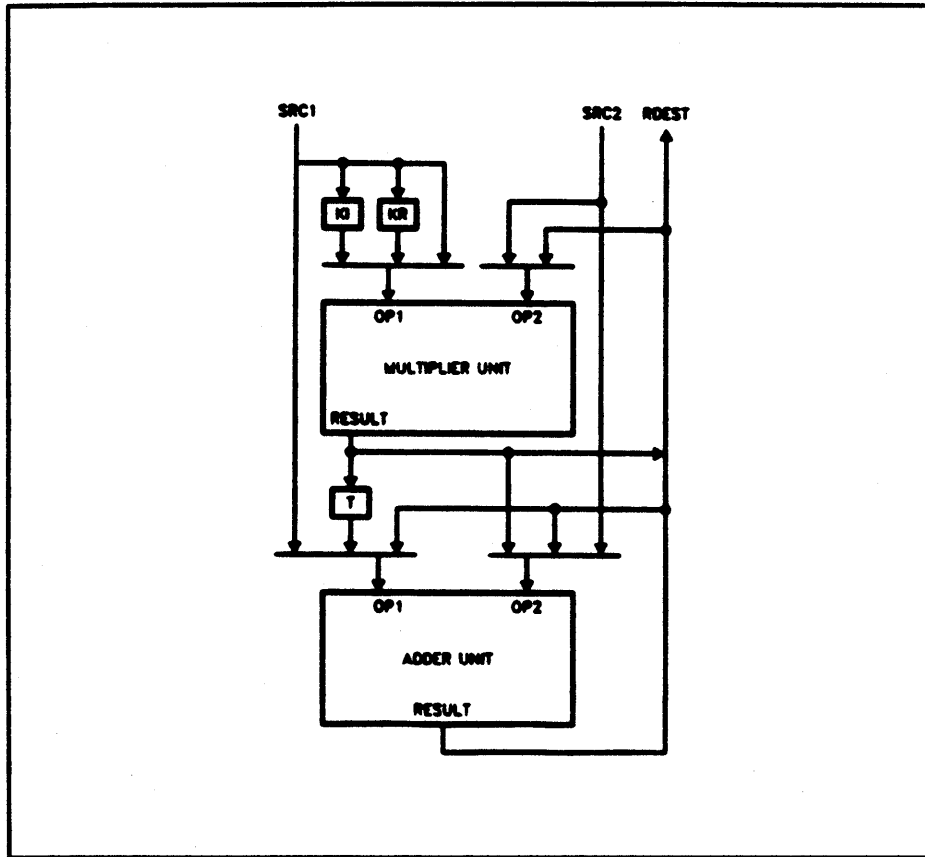 SRC1
SRC2 RDEST
KI KR
OP1 OP2
MULTIPLIER UNIT
RESULT
T
OP1 OP2
ADDER UNIT
RESULT